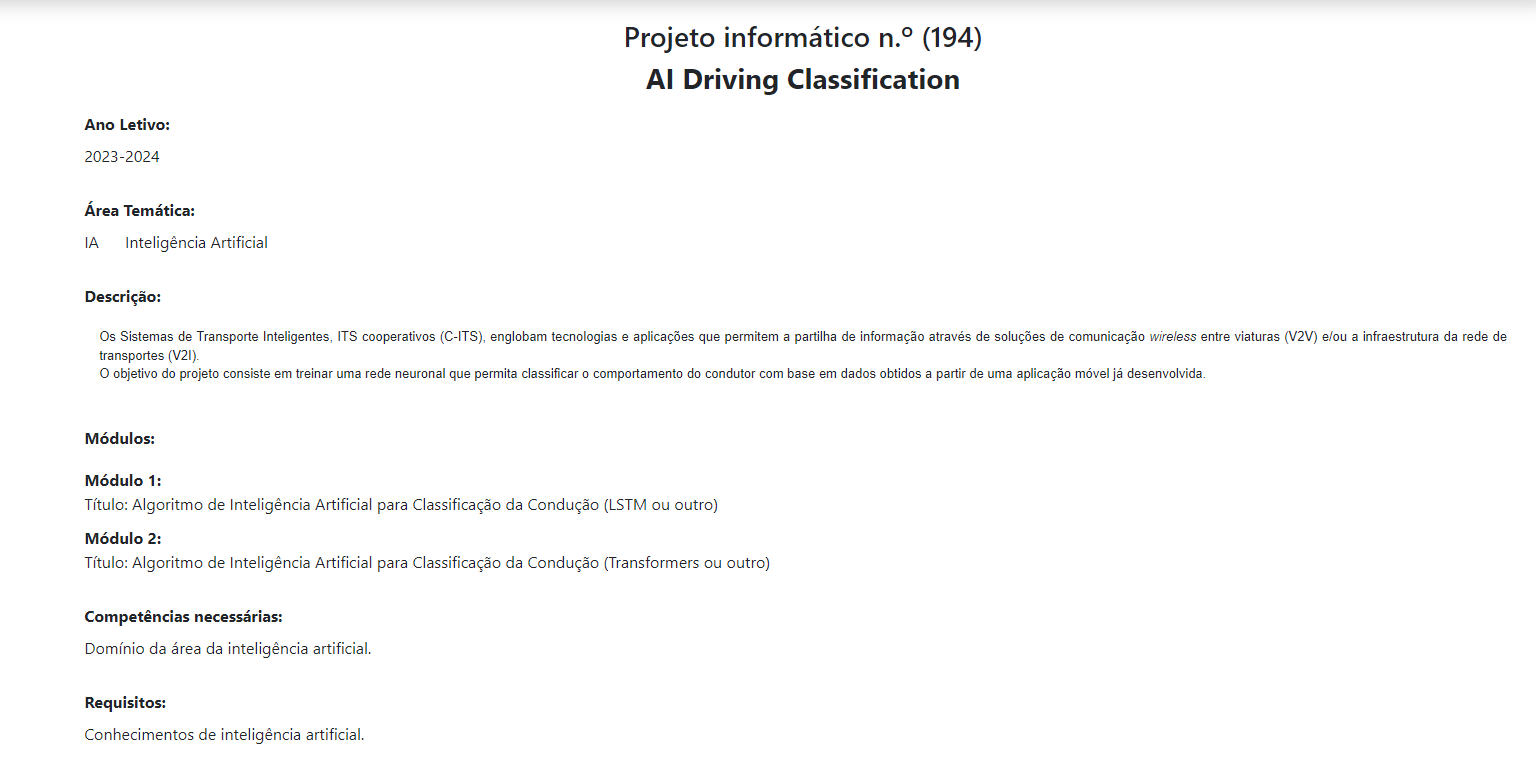 Projeto informático n.º (194)
AI Driving Classification
Ano Letivo:
2023-2024
Área Temática:
IA Inteligência Artificial
Descrição:
Os Sistemas de Transporte Inteligentes, ITS cooperativos (C-ITS), englobam tecnologias e aplicações que permitem a partilha de informação através de soluções de comunicação wireless entre viaturas (V2V) e/ou a infraestrutura da rede de
transportes (V2I).
O objetivo do projeto consiste em treinar uma rede neuronal que permita classificar o comportamento do condutor com base em dados obtidos a partir de uma aplicação móvel já desenvolvida.
Módulos:
Módulo 1:
Título: Algoritmo de Inteligência Artificial para Classificação da Condução (LSTM ou outro)
Módulo 2:
Título: Algoritmo de Inteligência Artificial para Classificação da Condução (Transformers ou outro)
Competências necessárias:
Domínio da área da inteligência artificial.
Requisitos:
Conhecimentos de inteligência artificial.